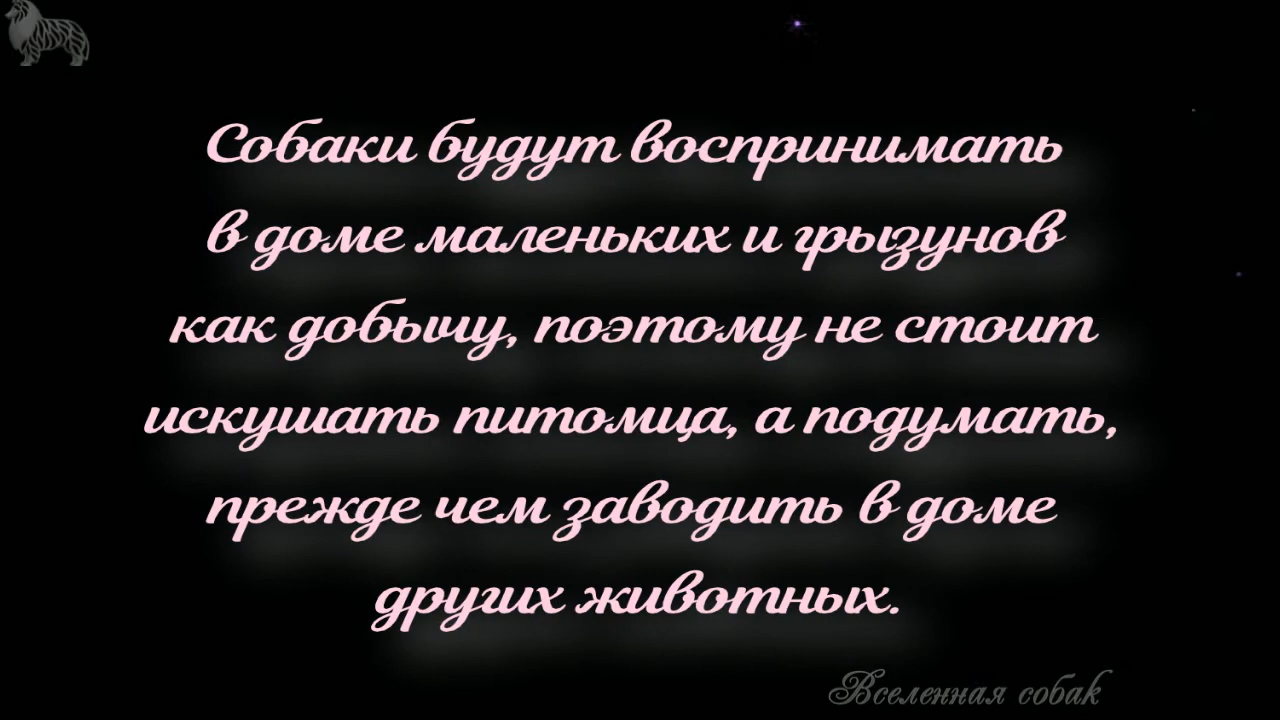 Собаки будут воспринимать
в доме маленьких и грызунов
как добычу, поэтому не стоит
искушать питомца, а подумать,
прежде чем заводить в доме
других животных.
Вселенная собак